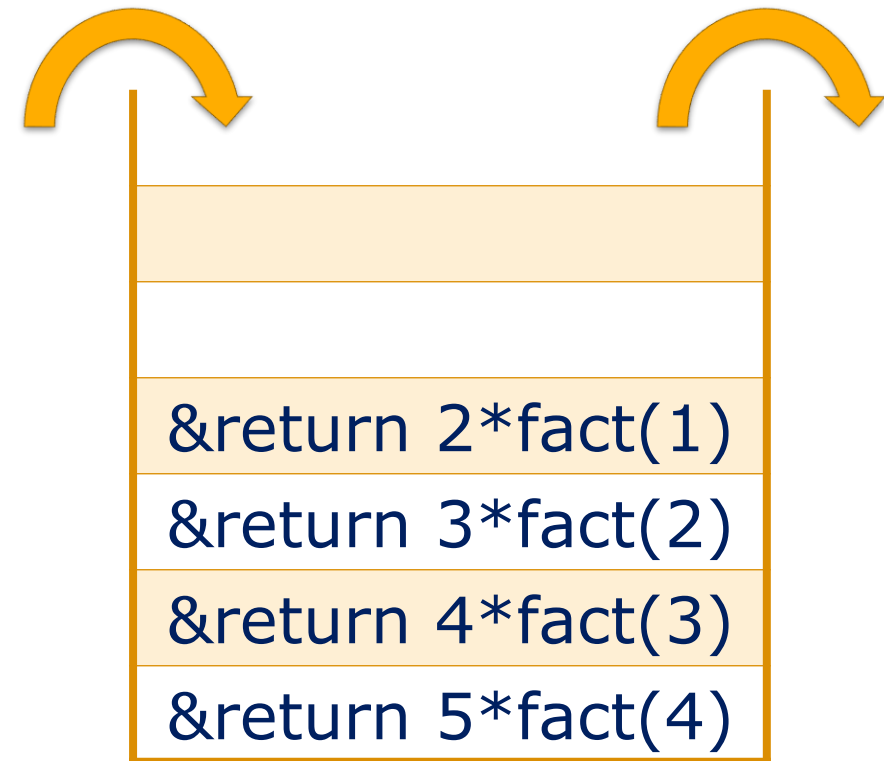 &return 2*fact(1)
&return 3*fact(2)
&return 4*fact(3)
&return 5*fact(4)